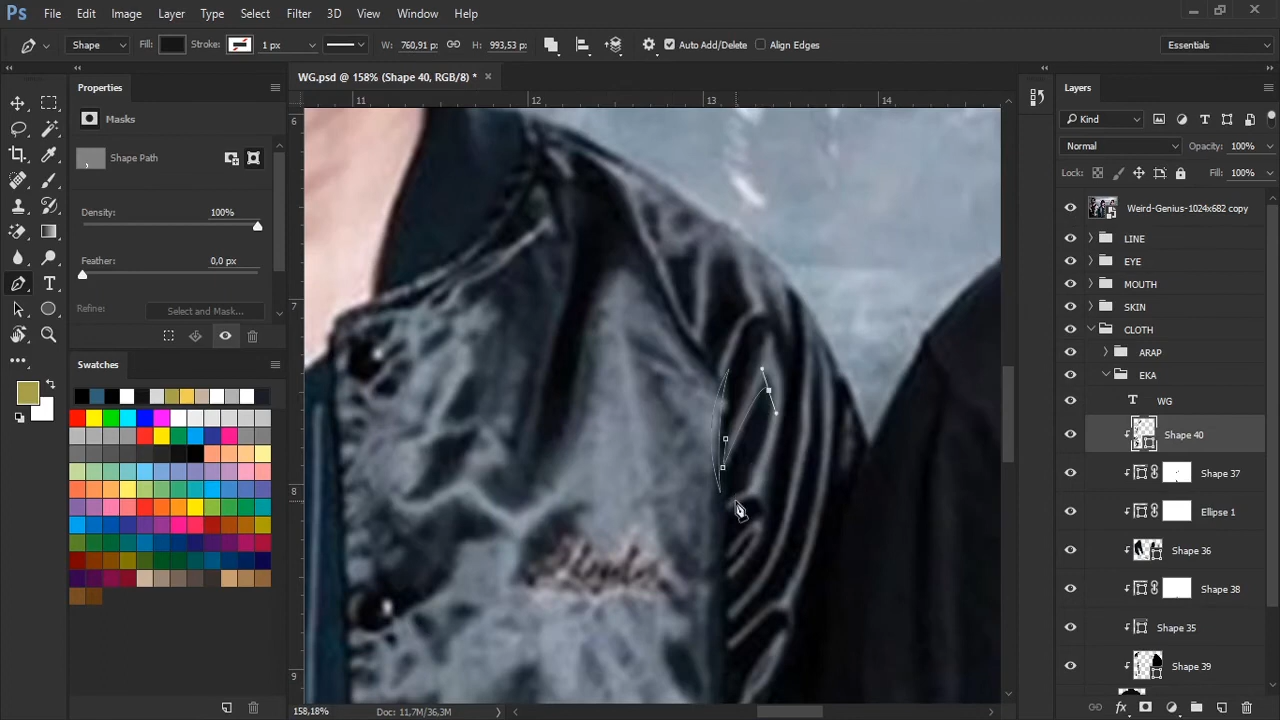 Ps File Edit Image Layer Type Select Filter 3D View Window Help
Shape Fill: Stroke: 1 px W: 760,91 p: H: 993,53 p: Auto Add/Delete Align Edges Essentials
Properties
WG.psd @ 158% (Shape 40, RGB/8) *
Layers
11 12 13 14
Masks
Kind
Shape Path
Normal Opacity: 100%
Lock: Fill: 100%
Density: 100%
Weird-Genius-1024x682 copy
LINE
Feather: 0,0 px
EYE
MOUTH
Refine: Select and Mask...
SKIN
CLOTH
ARAP
Swatches
EKA
WG
Shape 40
Shape 37
Ellipse 1
Shape 36
Shape 38
Shape 35
Shape 39
6
7
8
9
158,18% Doc: 11,7M/36,3M